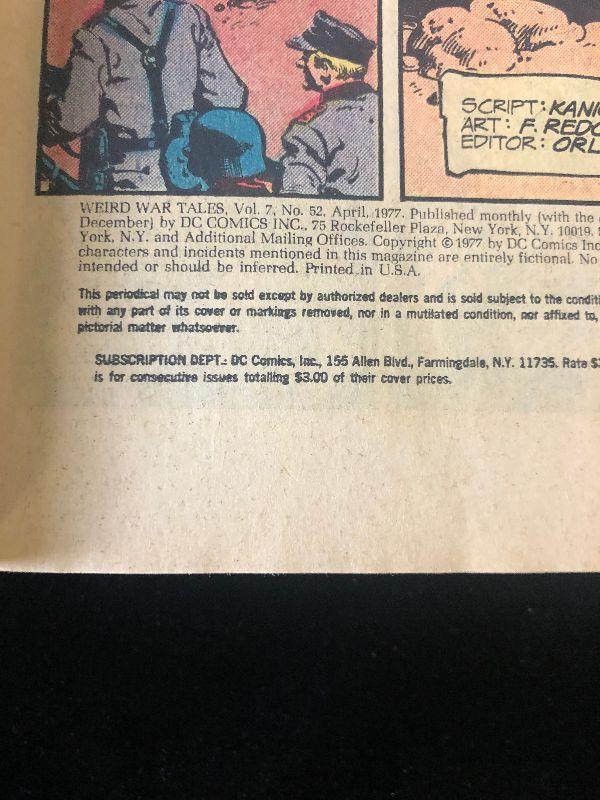 SCRIPT: KANI
ART: F. REDO
EDITOR: ORL
WEIRD WAR TALES, Vol. 7, No. 52, April, 1977. Published monthly (with the
December) by DC COMICS INC., 75 Rockefeller Plaza, New York, N.Y. 10019.
York, N.Y. and Additional Mailing Offices. Copyright © 1977 by DC Comics Inc
characters and incidents mentioned in this magazine are entirely fictional. No
intended or should be inferred. Printed in U.S.A.
This periodical may not be sold except by authorized dealers and is sold subject to the conditi
with any part of its cover or markings removed, nor in a mutilated condition, nor affixed to,
pictorial matter whatsoever.
SUBSCRIPTION DEPT.: DC Comics, Inc., 155 Allen Blvd., Farmingdale, N.Y. 11735. Rate
is for consecutive issues totalling $3.00 of their cover prices.